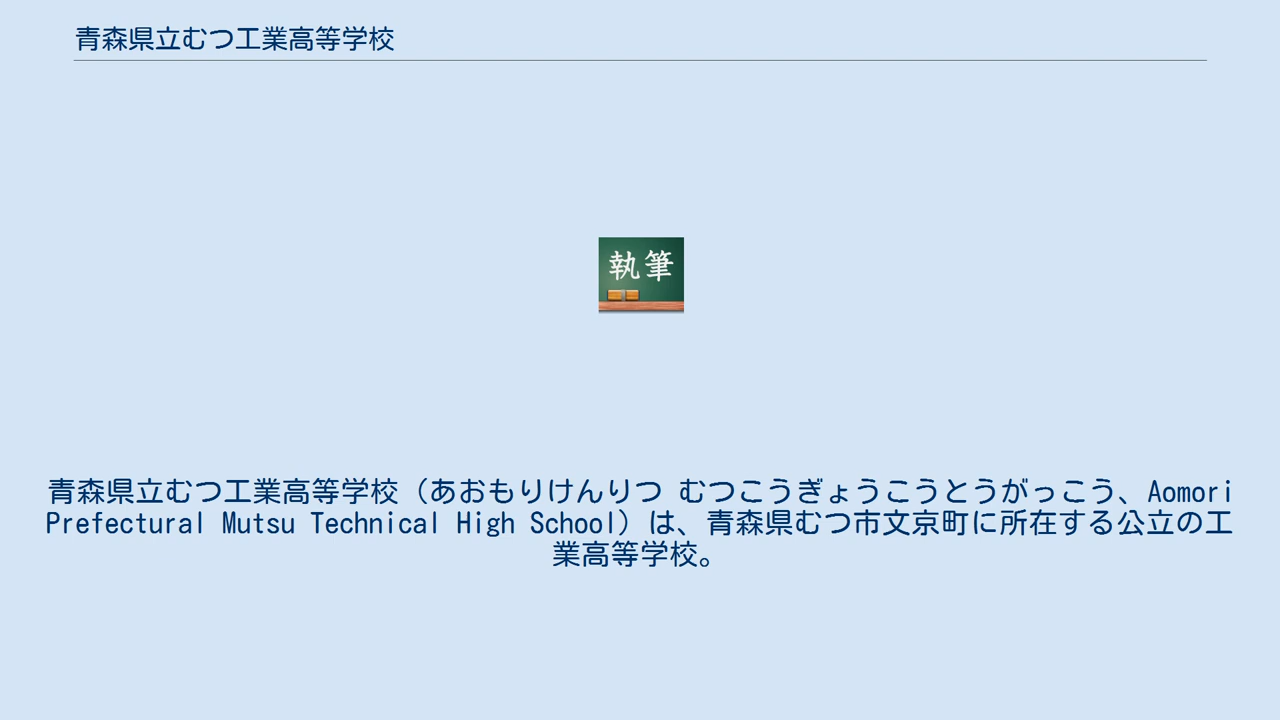 青森県立むつ工業高等学校
執筆
青森県立むつ工業高等学校（あおもりけんりつ むつこうぎょうこうとうがっこう、Aomori
Prefectural Mutsu Technical High School）は、青森県むつ市文京町に所在する公立の工
業高等学校。